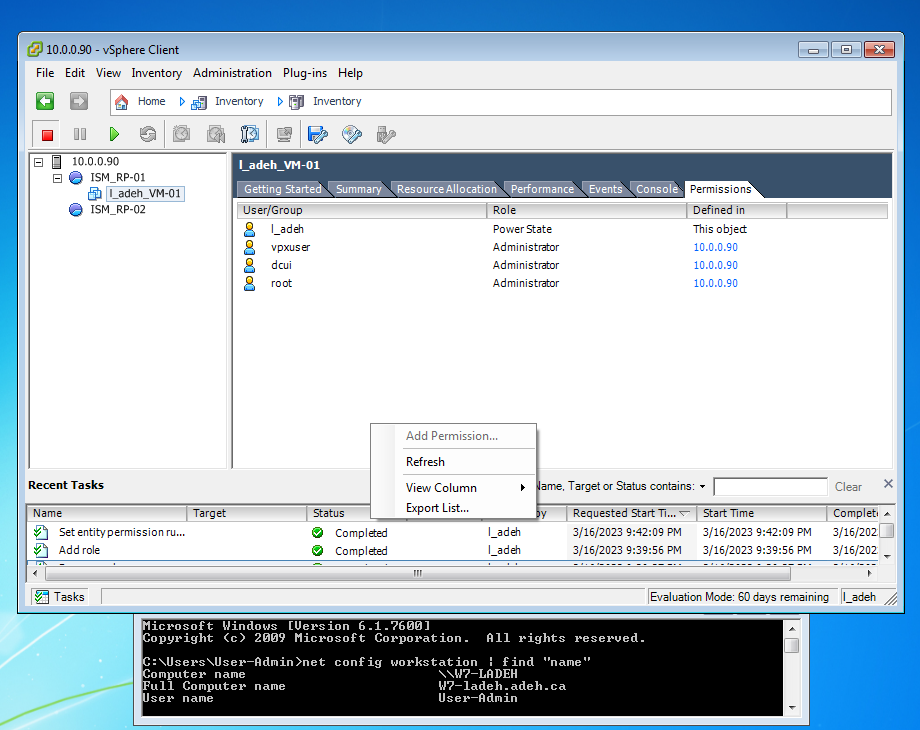 10.0.0.90 - vSphere Client
File Edit View Inventory Administration Plug-ins Help
Home Inventory Inventory
10.0.0.90
ISM_RP-01
l_adeh_VM-01
ISM_RP-02
l_adeh_VM-01
Getting Started Summary Resource Allocation Performance Events Console Permissions
User/Group Role Defined in
l_adeh Power State This object
vpxuser Administrator 10.0.0.90
dcui Administrator 10.0.0.90
root Administrator 10.0.0.90
Add Permission...
Refresh
View Column
Export List...
Recent Tasks
Name, Target or Status contains: Clear
Name Target Status by Requested Start Ti... Start Time Complet
Set entity permission ru... Completed l_adeh 3/16/2023 9:42:09 PM 3/16/2023 9:42:09 PM 3/16/202
Add role Completed l_adeh 3/16/2023 9:39:56 PM 3/16/2023 9:39:56 PM 3/16/202
Tasks Evaluation Mode: 60 days remaining l_adeh
Microsoft Windows [Version 6.1.7600]
Copyright (c) 2009 Microsoft Corporation. All rights reserved.
C:\Users\User-Admin>net config workstation | find "name"
Computer name \\W7-LADEH
Full Computer name W7-ladeh.adeh.ca
User name User-Admin